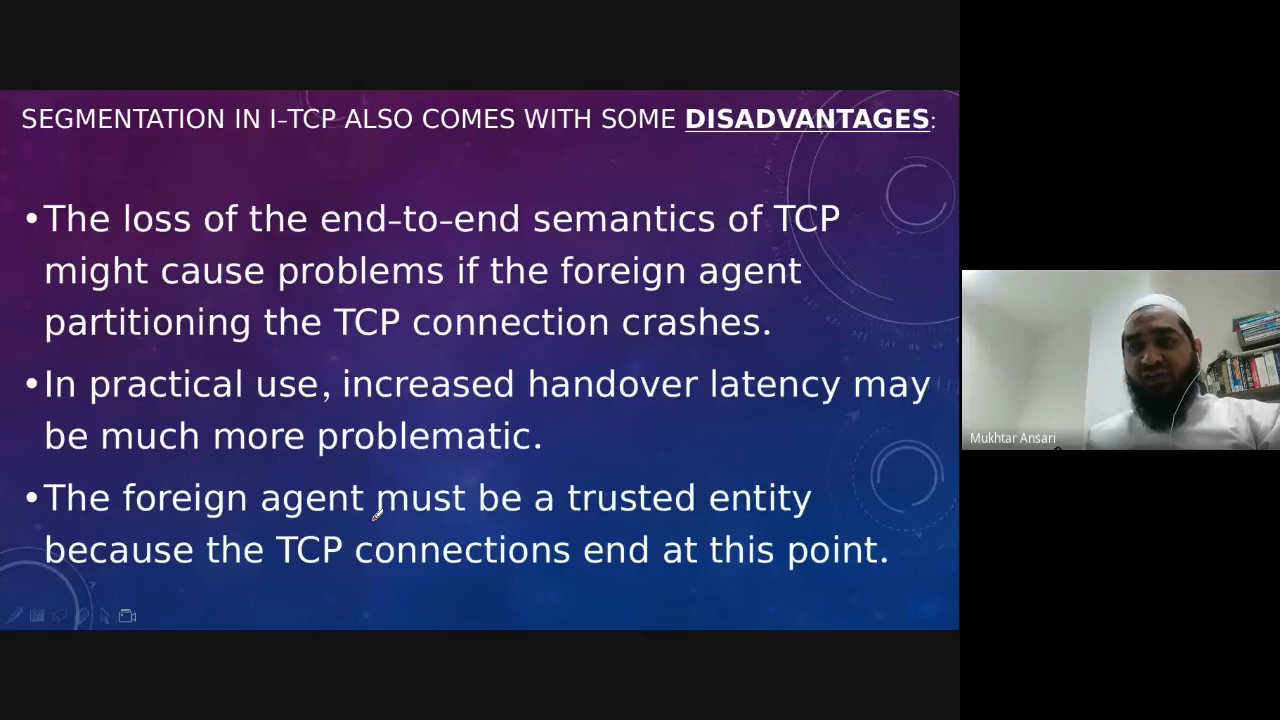 SEGMENTATION IN I-TCP ALSO COMES WITH SOME DISADVANTAGES:
•The loss of the end-to-end semantics of TCP
might cause problems if the foreign agent
partitioning the TCP connection crashes.
•In practical use, increased handover latency may
be much more problematic.
•The foreign agent must be a trusted entity
because the TCP connections end at this point.
Mukhtar Ansari